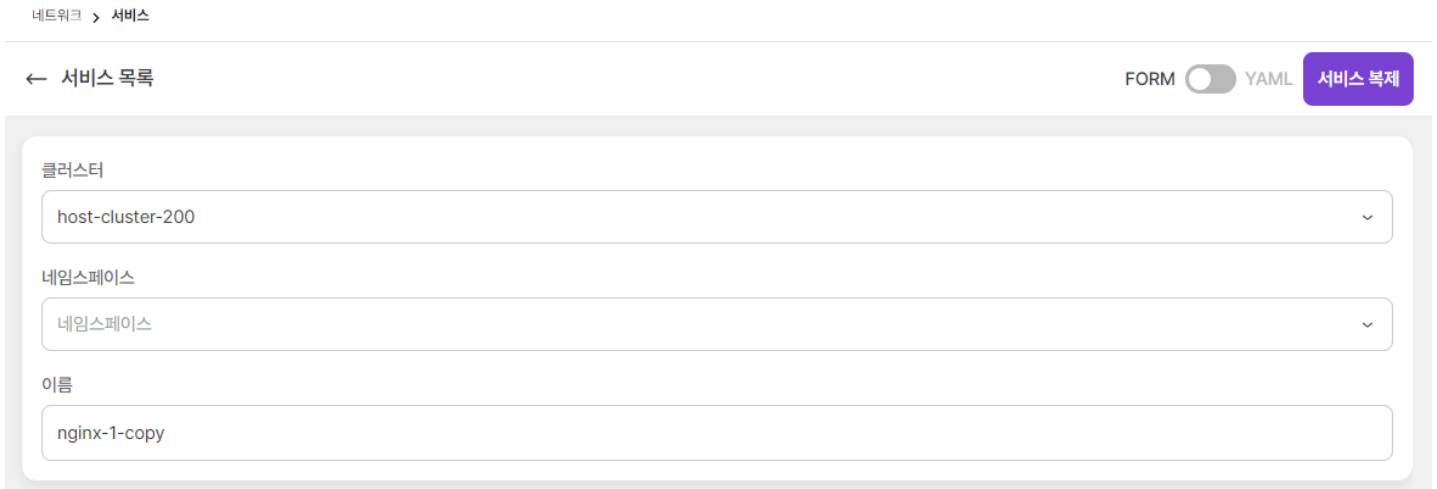 네트워크 > 서비스
← 서비스 목록
FORM YAML 서비스 복제
클러스터
host-cluster-200
네임스페이스
네임스페이스
이름
nginx-1-copy